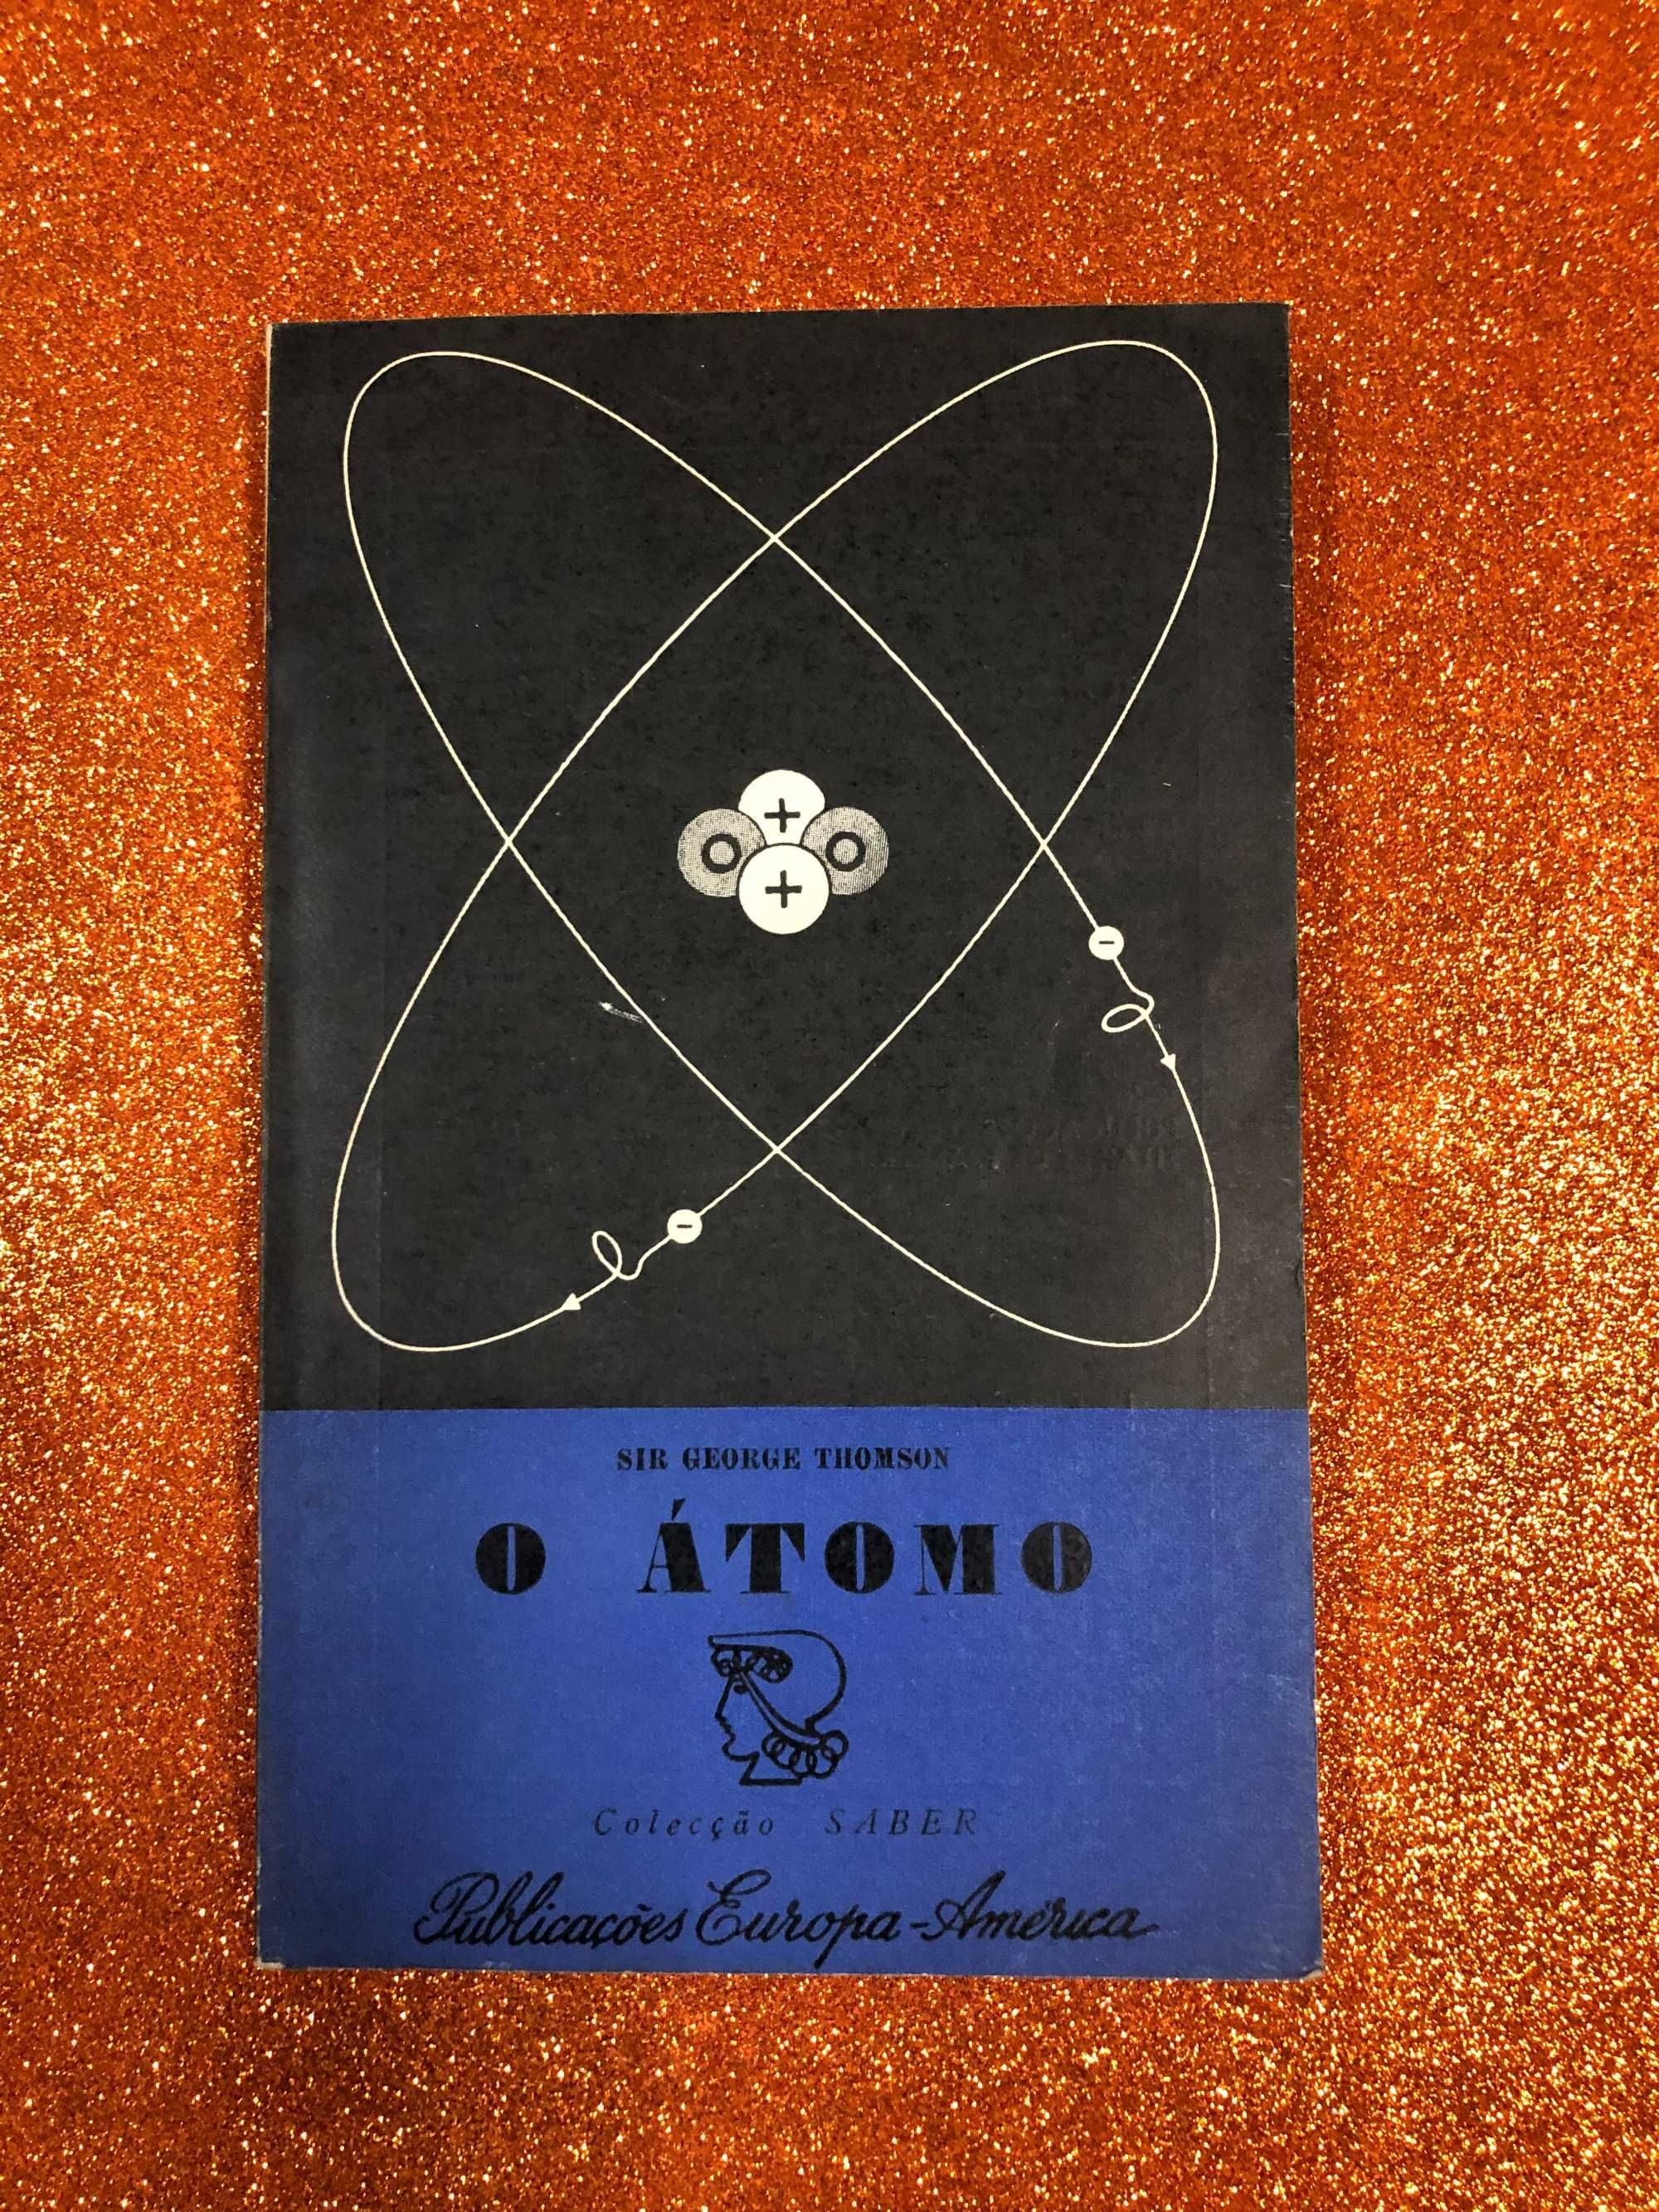 +
O O
+
-
-
SIR GEORGE THOMSON
O ÁTOMO
Colecção SABER
Publicações Europa-América